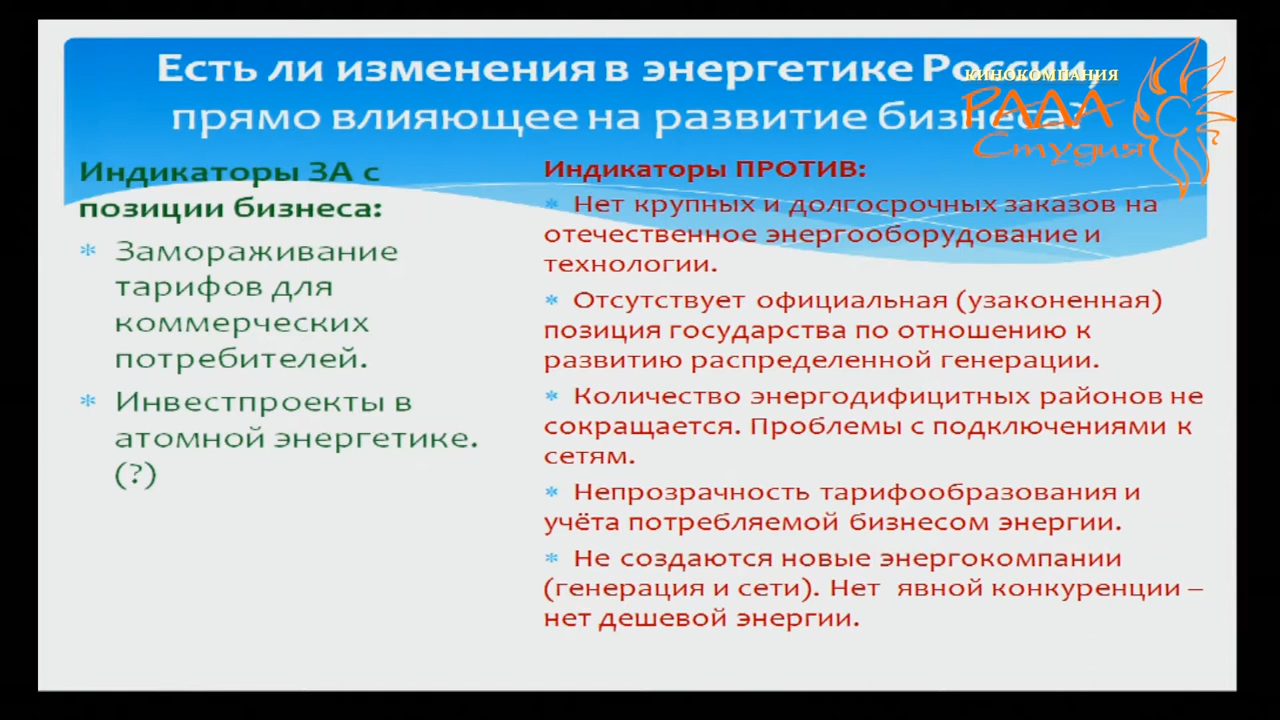 Есть ли изменения в энергетике России,
прямо влияющее на развитие бизнеса?
КИНОКОМПАНИЯ
РАДА
Студия
Индикаторы ЗА с
позиции бизнеса:
* Замораживание
тарифов для
коммерческих
потребителей.
* Инвестпроекты в
атомной энергетике.
(?)
Индикаторы ПРОТИВ:
* Нет крупных и долгосрочных заказов на
отечественное энергооборудование и
технологии.
* Отсутствует официальная (узаконенная)
позиция государства по отношению к
развитию распределенной генерации.
* Количество энергодифицитных районов не
сокращается. Проблемы с подключениями к
сетям.
* Непрозрачность тарифообразования и
учёта потребляемой бизнесом энергии.
* Не создаются новые энергокомпании
(генерация и сети). Нет явной конкуренции –
нет дешевой энергии.